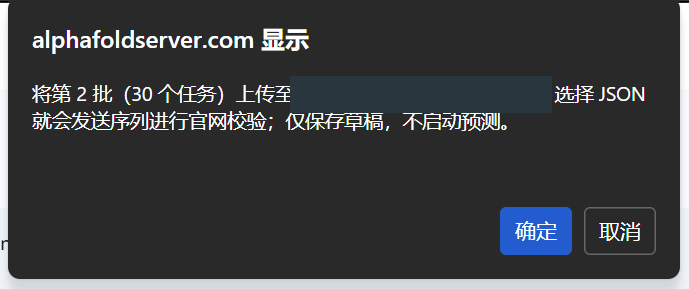 alphafoldserver.com 显示
将第 2 批（30 个任务）上传至 选择 JSON
就会发送序列进行官网校验；仅保存草稿，不启动预测。
确定 取消